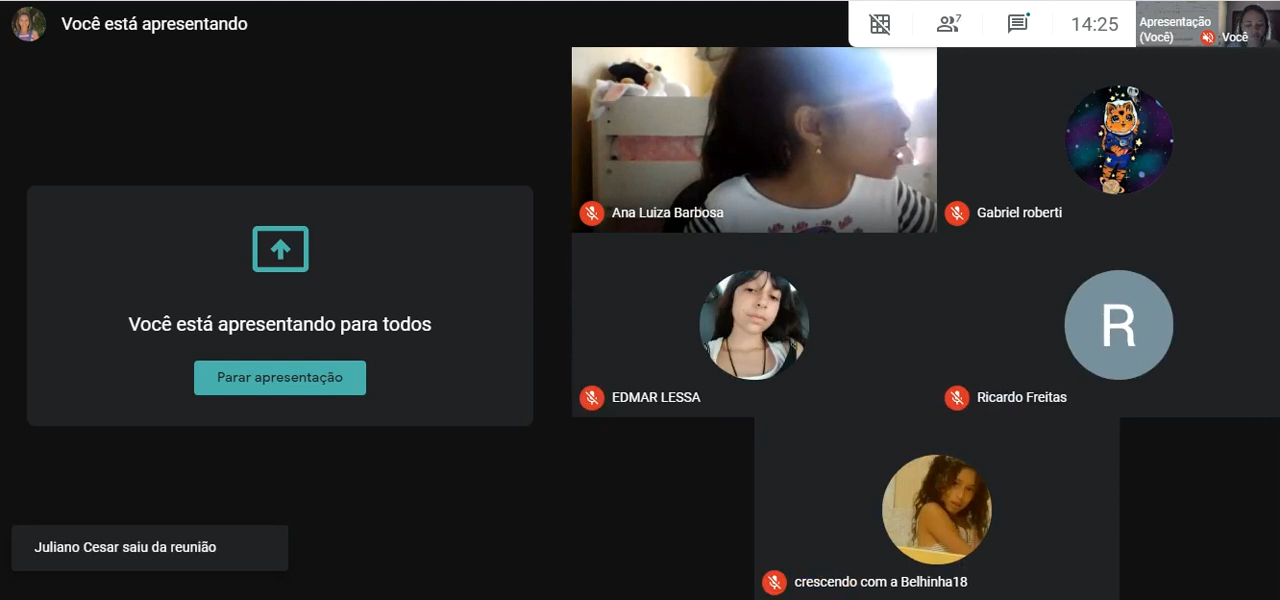 Você está apresentando
7
14:25
Apresentação
(Você)
Você
Ana Luiza Barbosa
Gabriel roberti
Você está apresentando para todos
Parar apresentação
R
EDMAR LESSA
Ricardo Freitas
Juliano Cesar saiu da reunião
crescendo com a Belhinha18